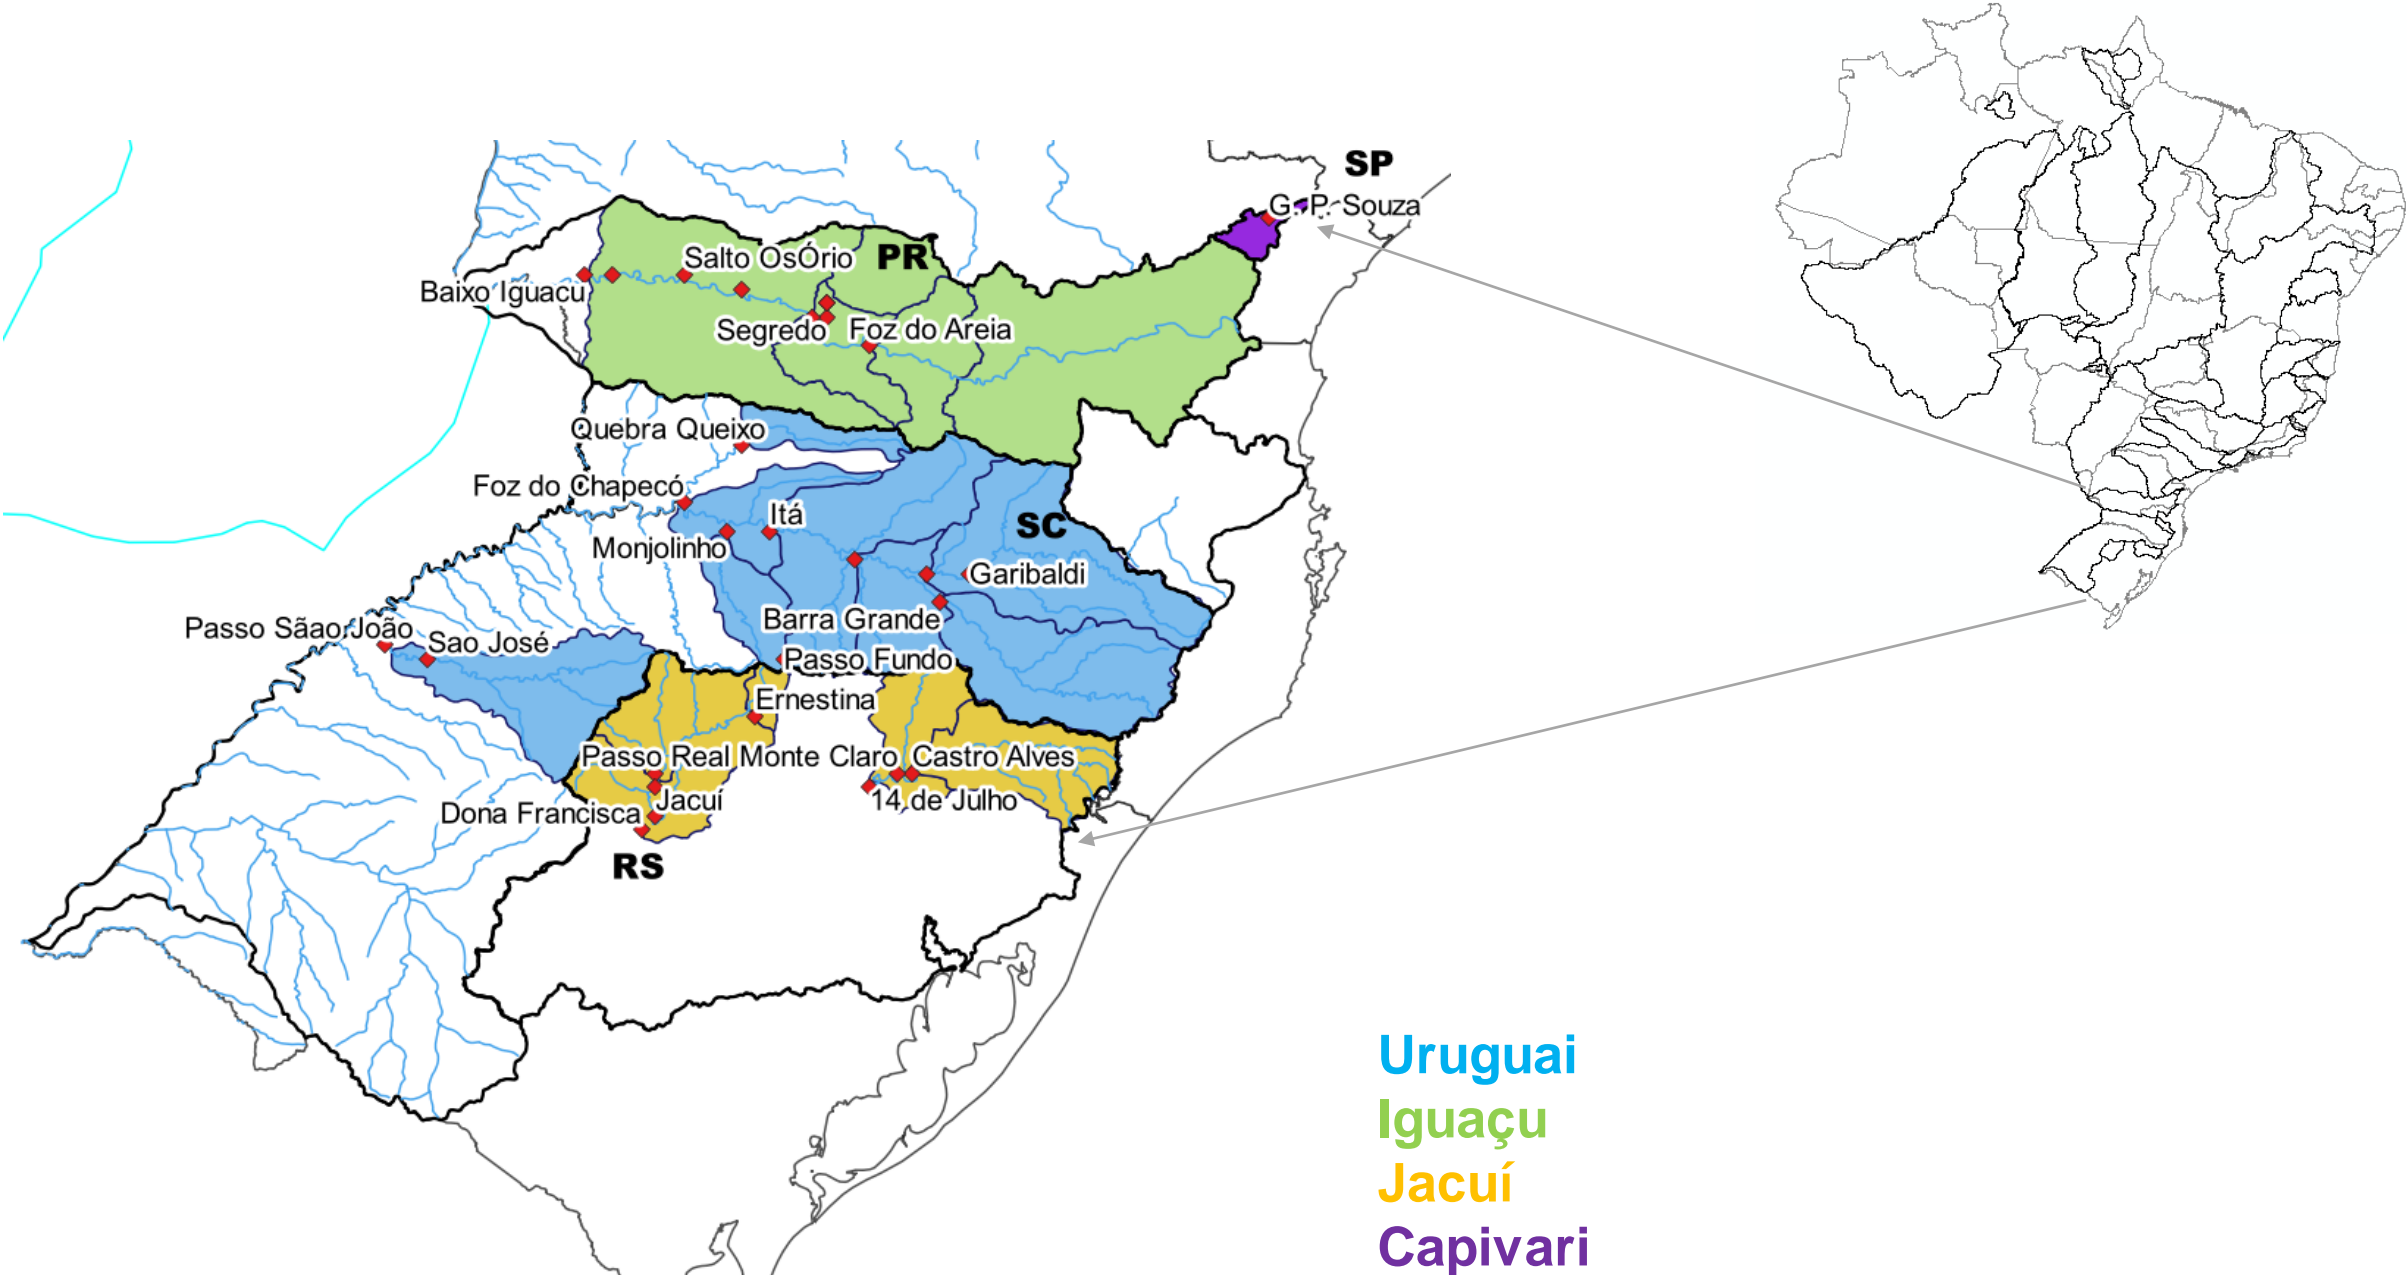 SP
G. P. Souza
Salto OsÓrio
PR
Baixo Iguacu
Segredo
Foz do Areia
Quebra Queixo
Foz do Chapecó
Itá
SC
Monjolinho
Garibaldi
Barra Grande
Passo Sãao João
Sao José
Passo Fundo
Ernestina
Passo Real
Monte Claro
Castro Alves
Jacuí
14 de Julho
Dona Francisca
RS
Uruguai
Iguaçu
Jacuí
Capivari